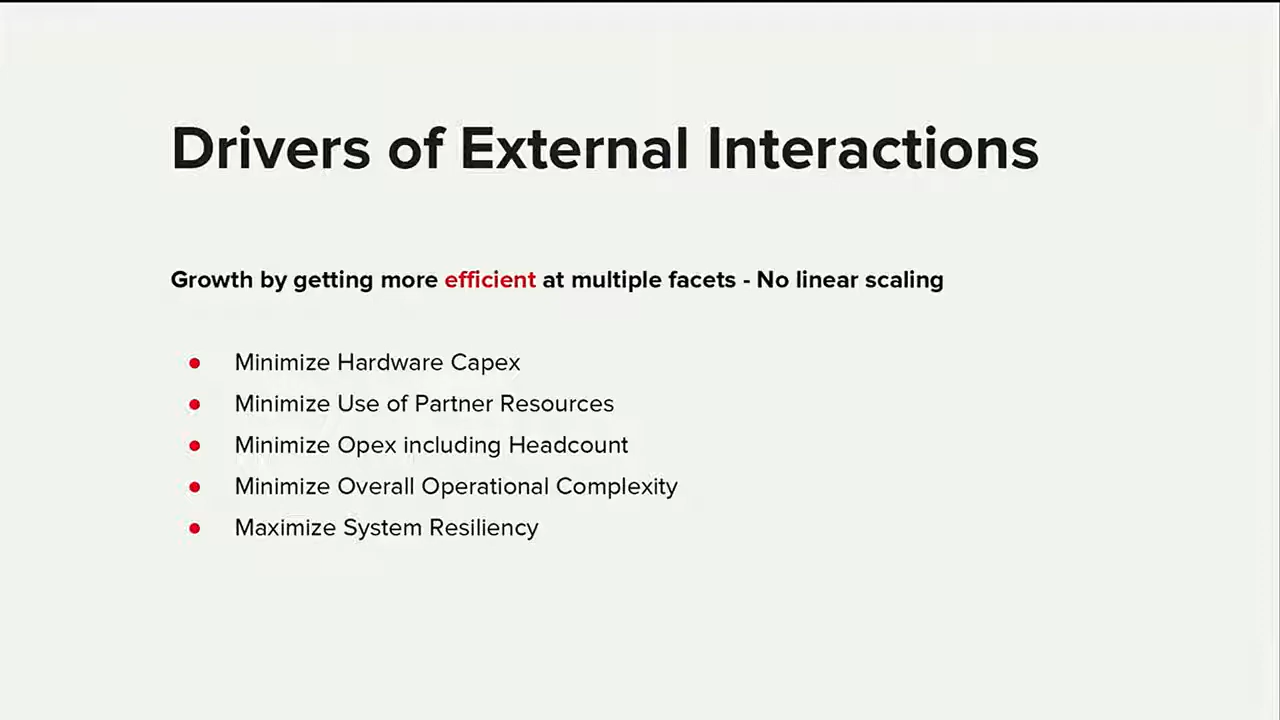 Drivers of External Interactions
Growth by getting more efficient at multiple facets - No linear scaling
● Minimize Hardware Capex
● Minimize Use of Partner Resources
● Minimize Opex including Headcount
● Minimize Overall Operational Complexity
● Maximize System Resiliency